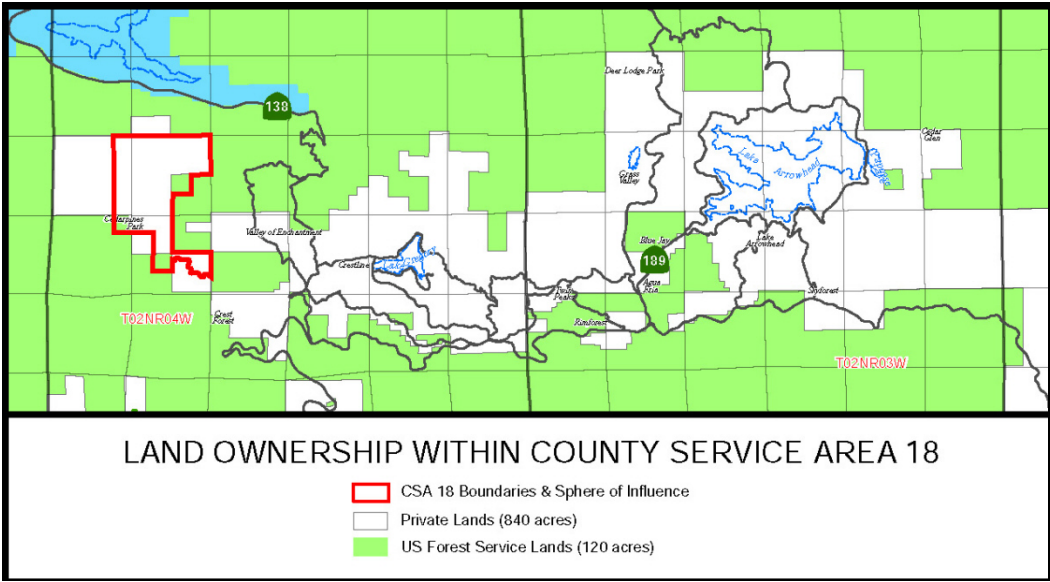 Deer Lodge Park
138
Cedar
Glen
Lake
Arrowhead
Grass
Valley
Cedarpines
Park
Valley of Enchantment
Blue Jay
Lake
Arrowhead
189
Crestline
Lake Gregory
Agua
Fria
Twin
Peaks
Skyforest
T02NR04W
Crest
Forest
Rimforest
T02NR03W
LAND OWNERSHIP WITHIN COUNTY SERVICE AREA 18
CSA 18 Boundaries & Sphere of Influence
Private Lands (840 acres)
US Forest Service Lands (120 acres)